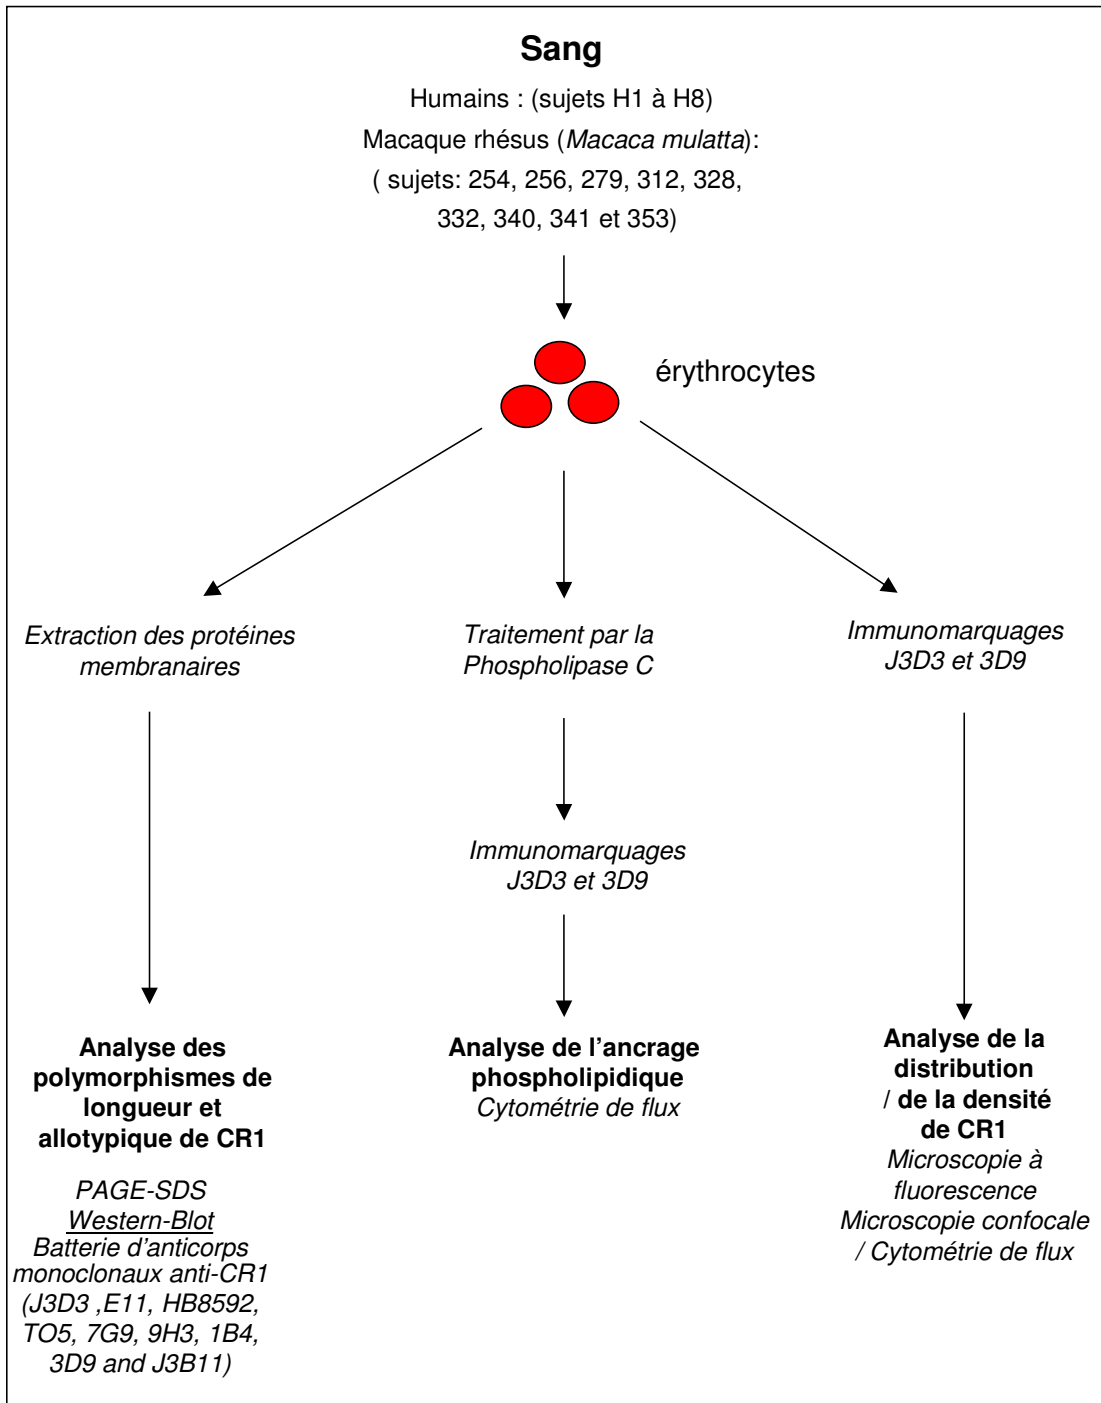 Sang
Humains : (sujets H1 à H8)
Macaque rhésus (Macaca mulatta):
( sujets: 254, 256, 279, 312, 328,
332, 340, 341 et 353)
érythrocytes
Extraction des protéines
membranaires
Traitement par la
Phospholipase C
Immunomarquages
J3D3 et 3D9
Immunomarquages
J3D3 et 3D9
Analyse des
polymorphismes de
longueur et
allotypique de CR1
PAGE-SDS
Western-Blot
Batterie d'anticorps
monoclonaux anti-CR1
(J3D3 ,E11, HB8592,
TO5, 7G9, 9H3, 1B4,
3D9 and J3B11)
Analyse de l'ancrage
phospholipidique
Cytométrie de flux
Analyse de la
distribution
/ de la densité
de CR1
Microscopie à
fluorescence
Microscopie confocale
/ Cytométrie de flux